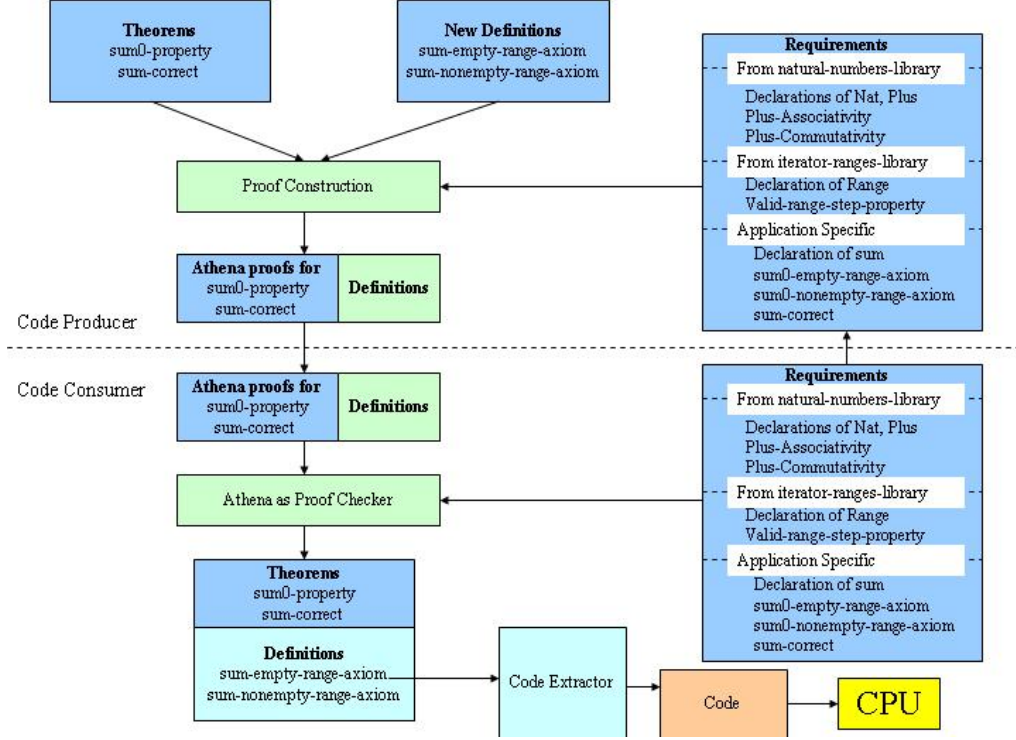 Theorems
sum0-property
sum-correct
New Definitions
sum-empty-range-axiom
sum-nonempty-range-axiom
Requirements
From natural-numbers-library
Declarations of Nat, Plus
Plus-Associativity
Plus-Commutativity
From iterator-ranges-library
Declaration of Range
Valid-range-step-property
Application Specific
Declaration of sum
sum0-empty-range-axiom
sum0-nonempty-range-axiom
sum-correct
Proof Construction
Athena proofs for
sum0-property
sum-correct
Definitions
Code Producer
Code Consumer
Athena proofs for
sum0-property
sum-correct
Definitions
Requirements
From natural-numbers-library
Declarations of Nat, Plus
Plus-Associativity
Plus-Commutativity
From iterator-ranges-library
Declaration of Range
Valid-range-step-property
Application Specific
Declaration of sum
sum0-empty-range-axiom
sum0-nonempty-range-axiom
sum-correct
Athena as Proof Checker
Theorems
sum0-property
sum-correct
Definitions
sum-empty-range-axiom
sum-nonempty-range-axiom
Code Extractor
Code
CPU